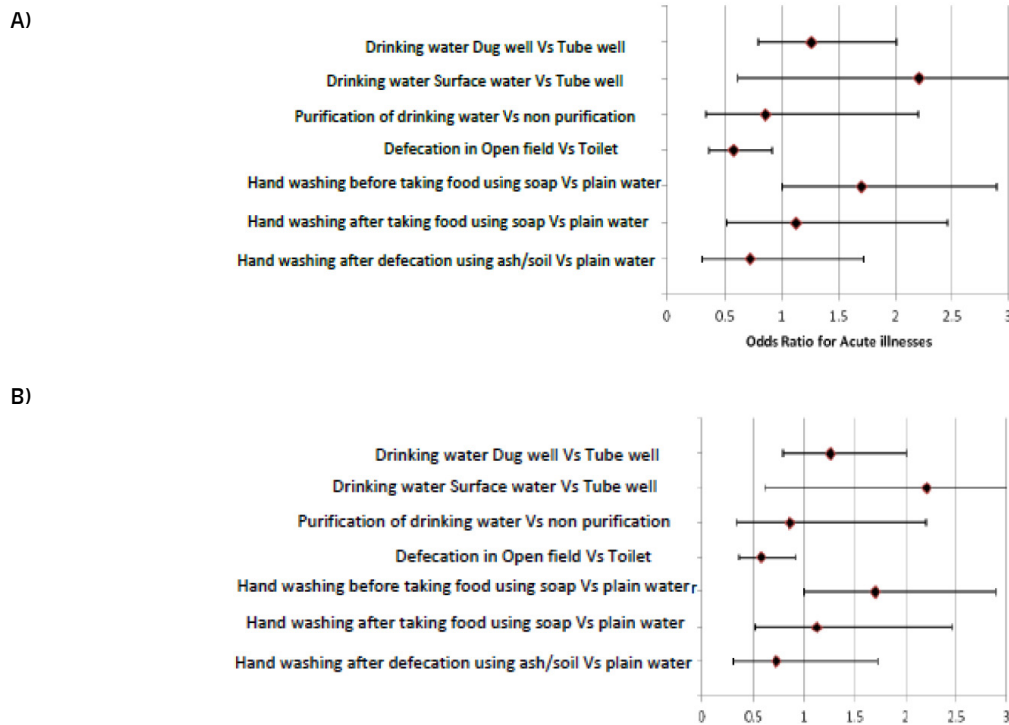 A)
Drinking water Dug well Vs Tube well
Drinking water Surface water Vs Tube well
Purification of drinking water Vs non purification
Defecation in Open field Vs Toilet
Hand washing before taking food using soap Vs plain water
Hand washing after taking food using soap Vs plain water
Hand washing after defecation using ash/soil Vs plain water
0 0.5 1 1.5 2 2.5 3
Odds Ratio for Acute illnesses
B)
Drinking water Dug well Vs Tube well
Drinking water Surface water Vs Tube well
Purification of drinking water Vs non purification
Defecation in Open field Vs Toilet
Hand washing before taking food using soap Vs plain waterr
Hand washing after taking food using soap Vs plain water
Hand washing after defecation using ash/soil Vs plain water
0 0.5 1 1.5 2 2.5 3